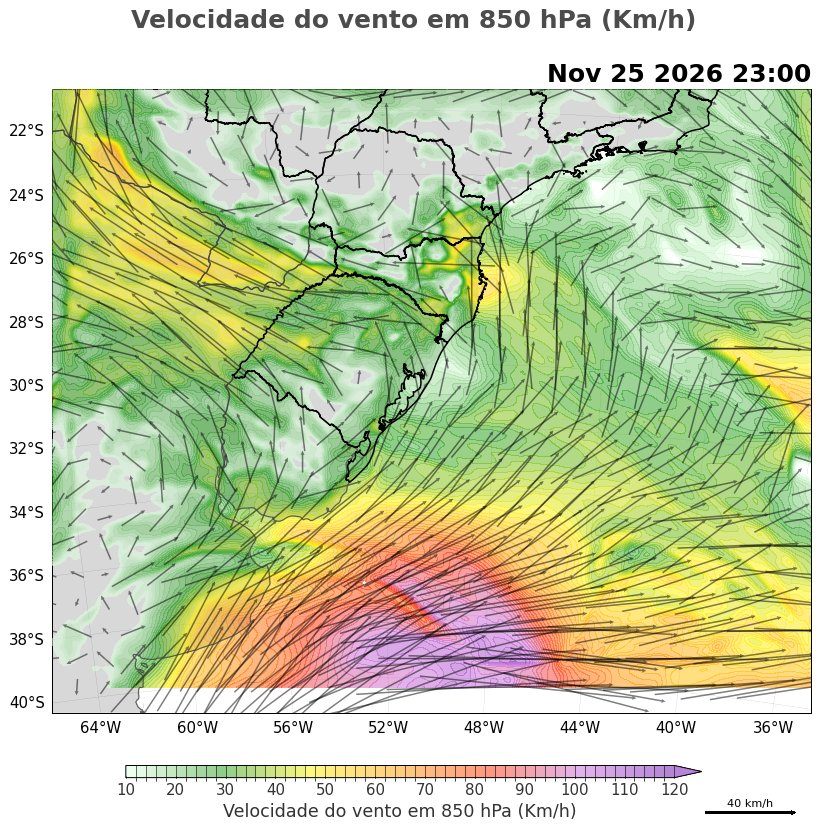 Velocidade do vento em 850 hPa (Km/h)
Nov 25 2026 23:00
22°S
24°S
26°S
28°S
30°S
32°S
34°S
36°S
38°S
40°S
64°W 60°W 56°W 52°W 48°W 44°W 40°W 36°W
10 20 30 40 50 60 70 80 90 100 110 120
Velocidade do vento em 850 hPa (Km/h)
40 km/h